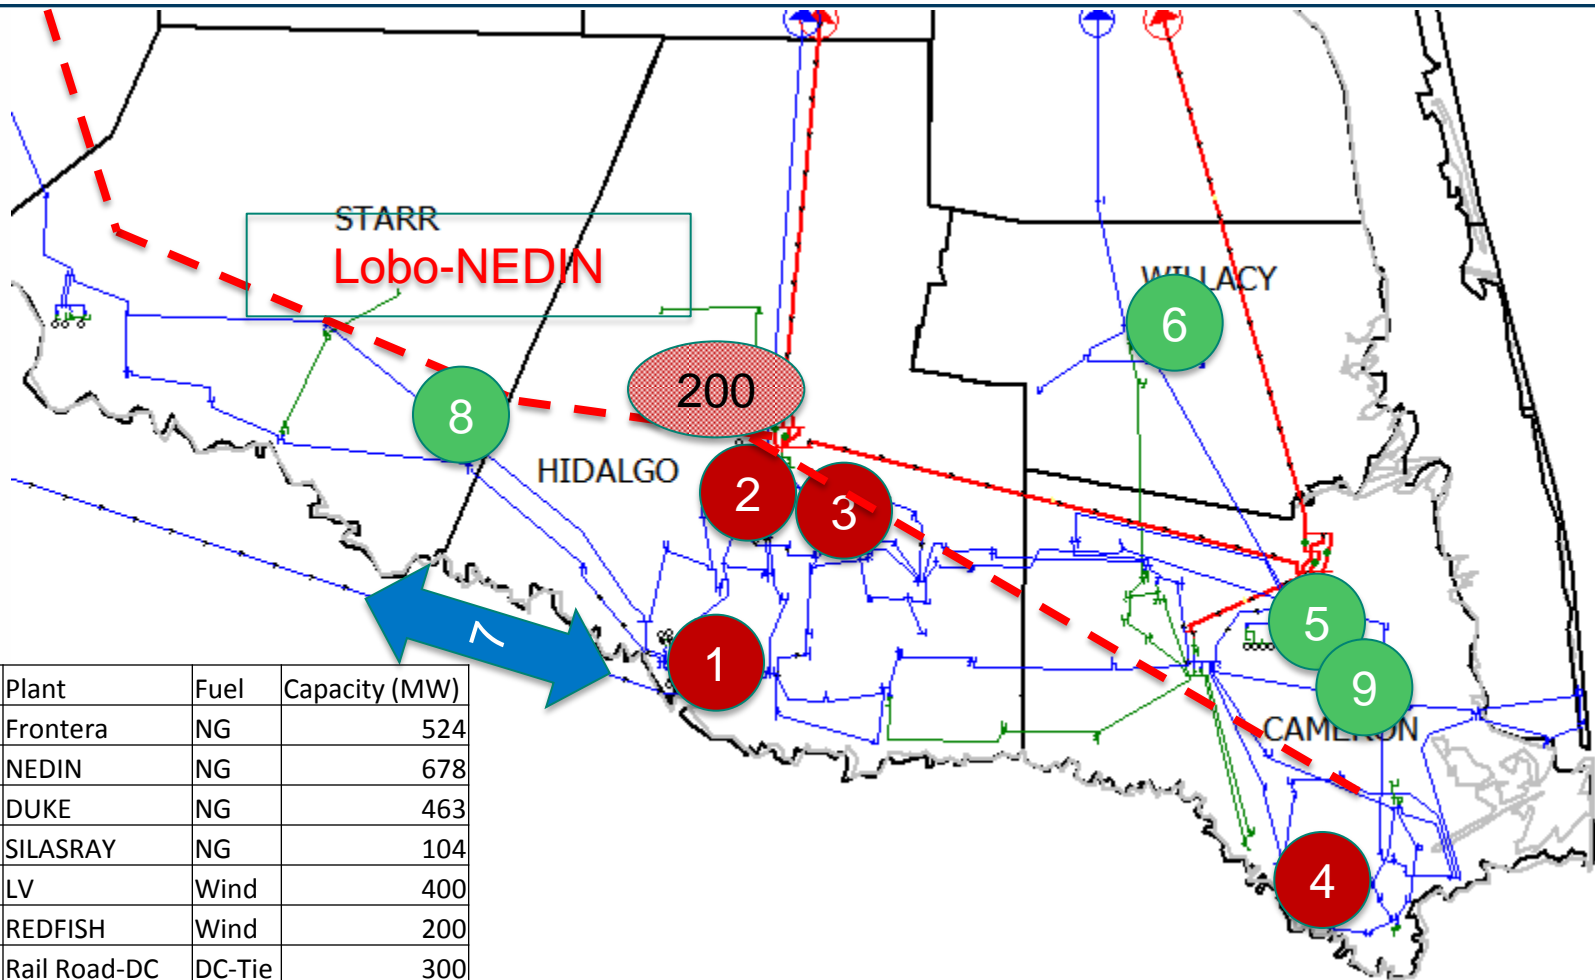 STARR
Lobo-NEDIN
WILLACY
6
200
8
HIDALGO
2
3
5
7
1
9
CAMERON
4
Plant Fuel Capacity (MW)
Frontera NG 524
NEDIN NG 678
DUKE NG 463
SILASRAY NG 104
LV Wind 400
REDFISH Wind 200
Rail Road-DC DC-Tie 300